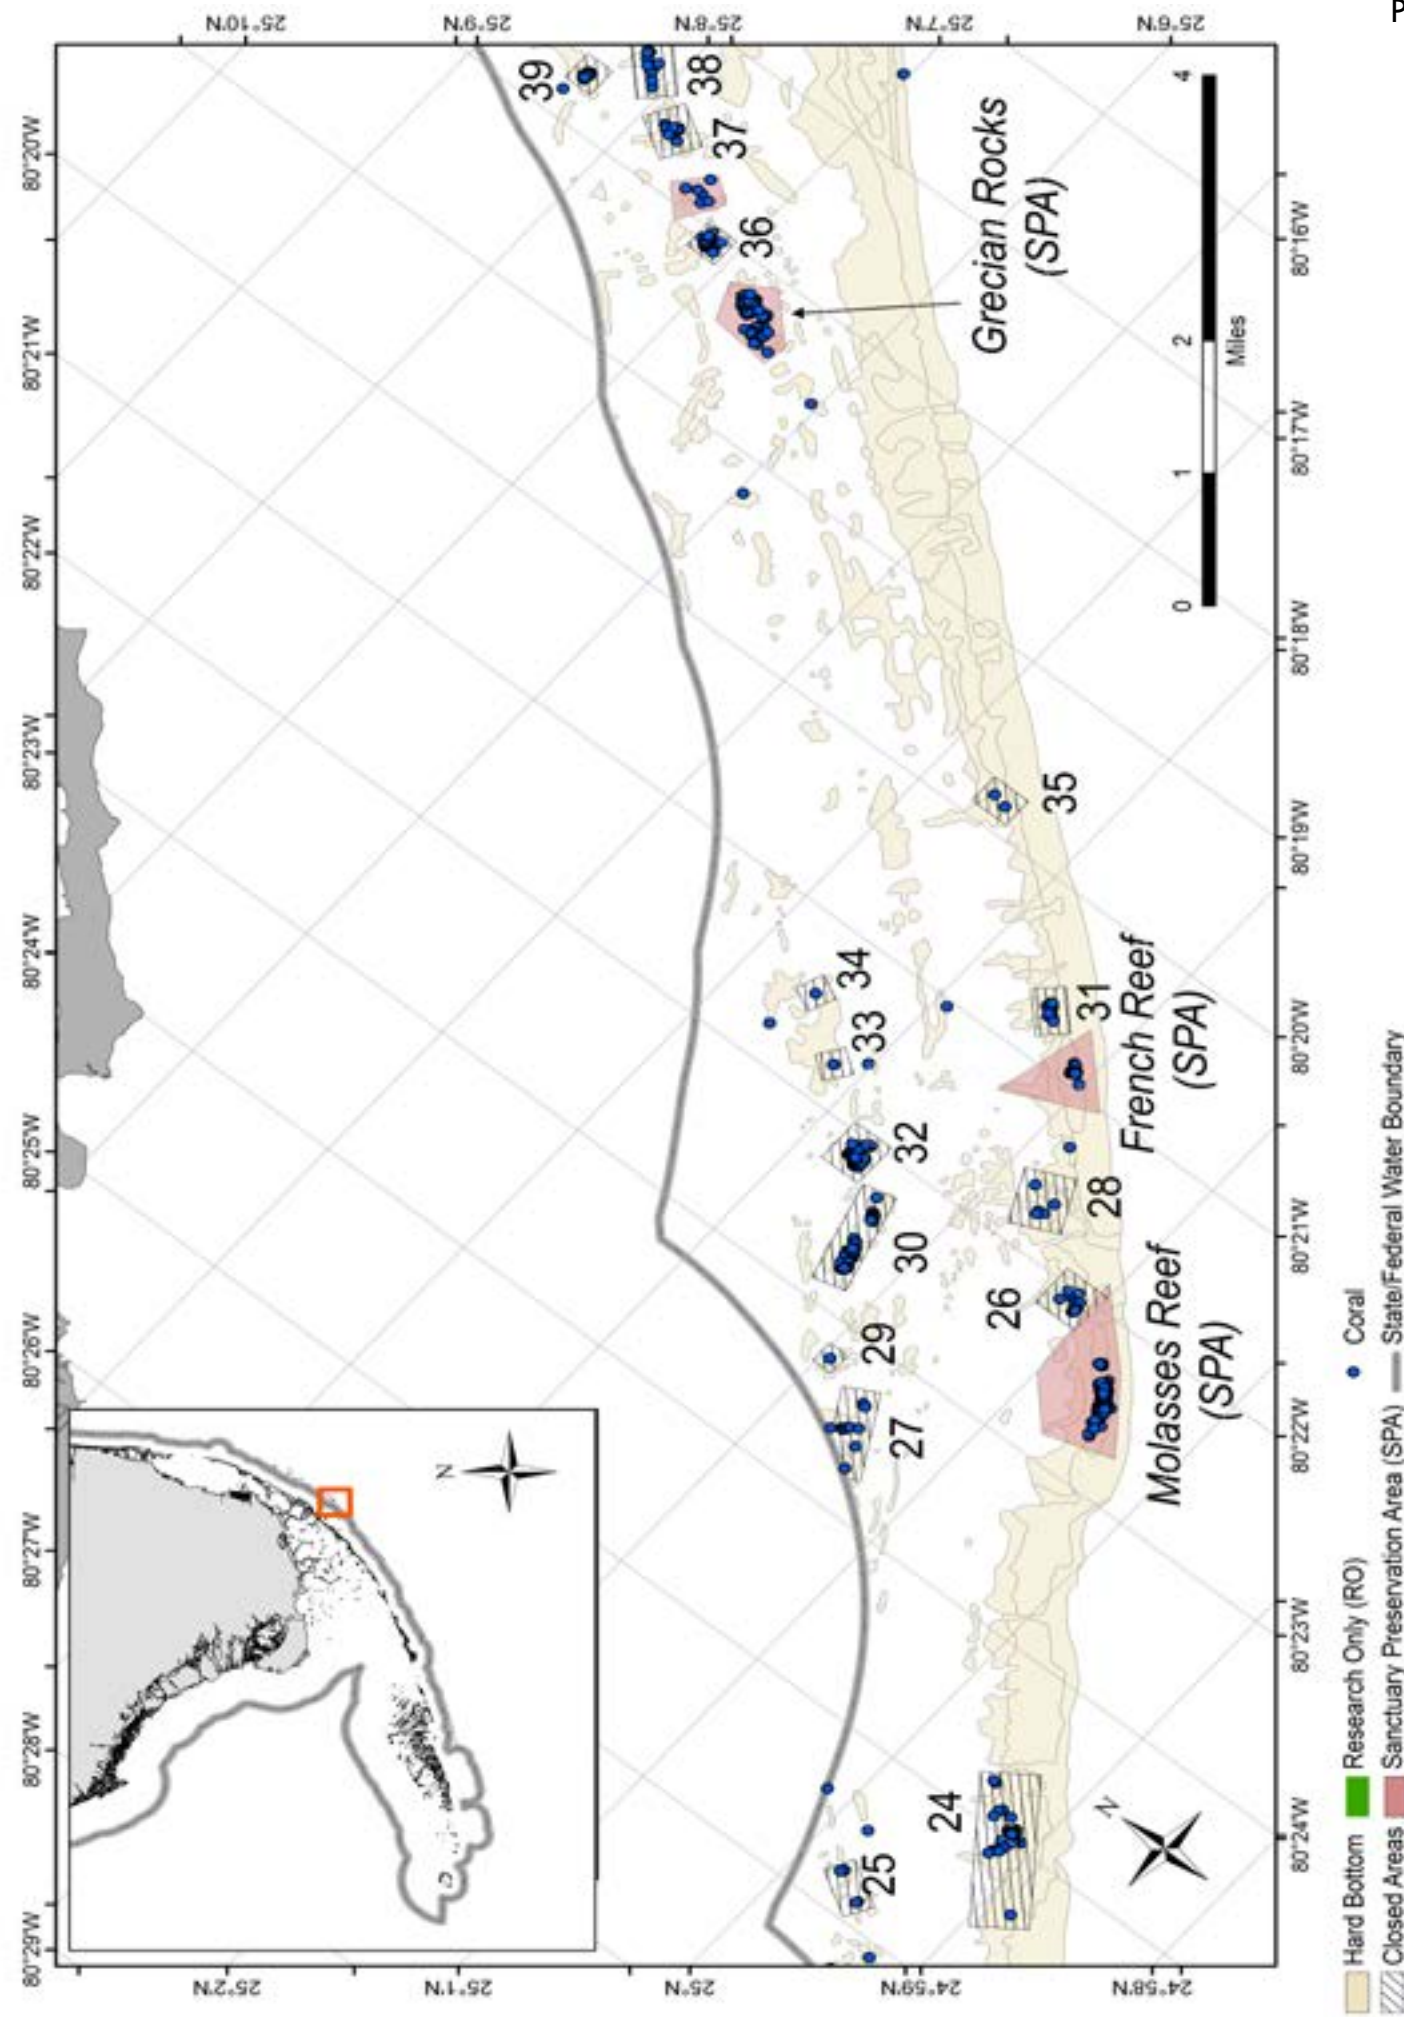 P
25°10'N
25°9'N
25°8'N
25°7'N
25°6'N
80°20'W
80°21'W
80°22'W
80°23'W
80°24'W
80°25'W
80°26'W
80°27'W
80°28'W
80°29'W
39
38
37
36
Grecian Rocks
(SPA)
35
34
33
32
31
French Reef
(SPA)
30
28
29
26
27
Molasses Reef
(SPA)
24
25
N
N
0
1
2
4
Miles
80°16'W
80°17'W
80°18'W
80°19'W
80°20'W
80°21'W
80°22'W
80°23'W
80°24'W
25°2'N
25°1'N
25°N
24°59'N
24°58'N
Hard Bottom
Research Only (RO)
Coral
Closed Areas
Sanctuary Preservation Area (SPA)
State/Federal Water Boundary